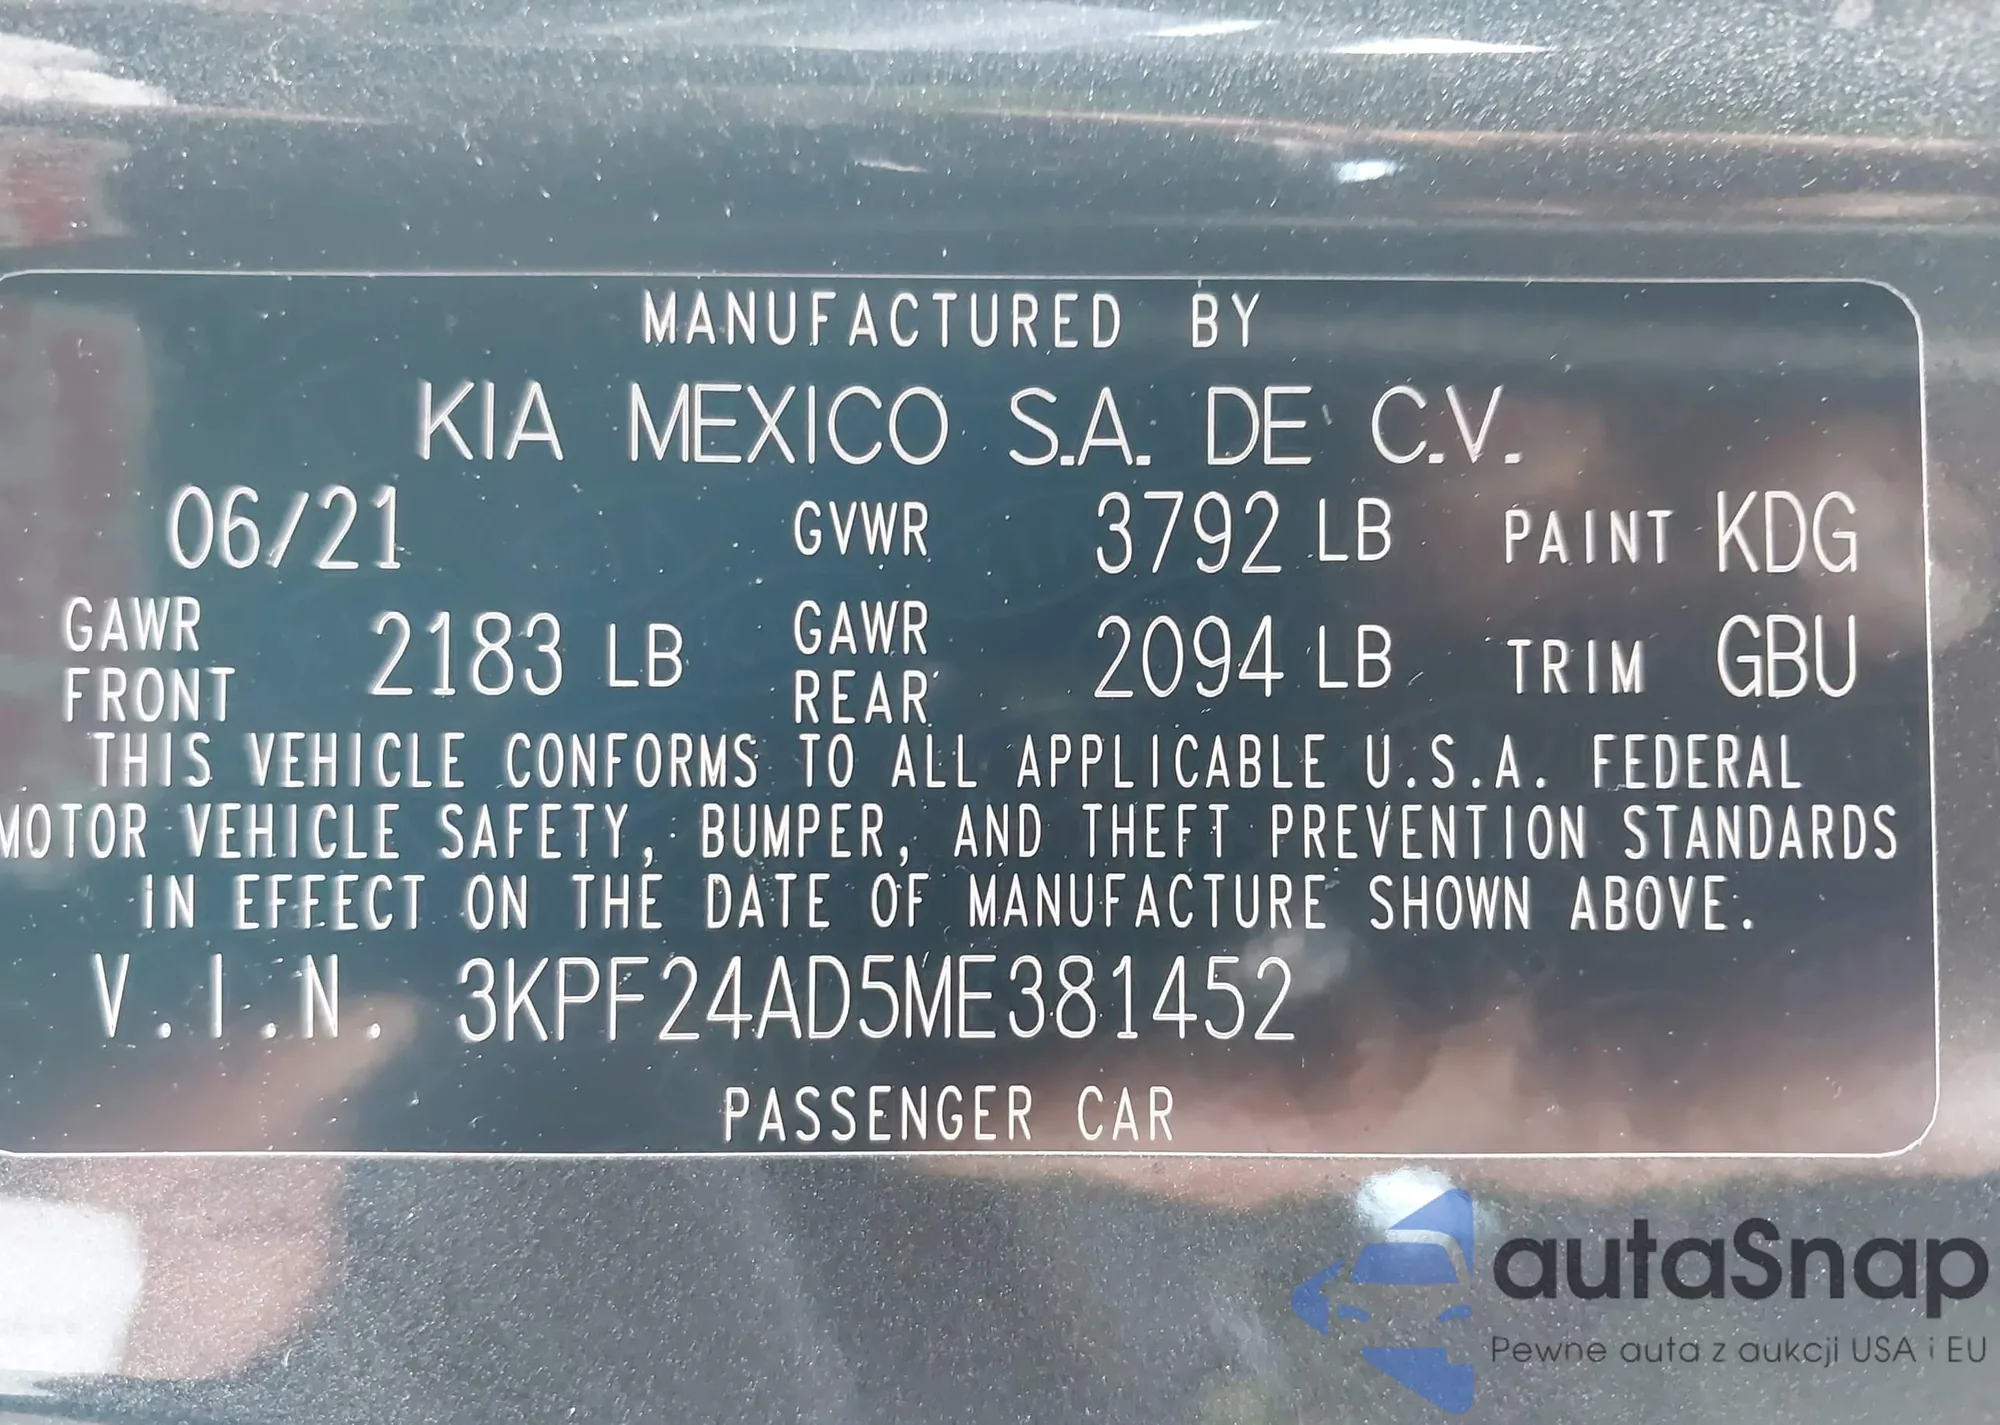 MANUFACTURED BY
KIA MEXICO S.A. DE C.V.
06/21 GVWR 3792 LB PAINT KDG
GAWR FRONT 2183 LB GAWR REAR 2094 LB TRIM GBU
THIS VEHICLE CONFORMS TO ALL APPLICABLE U.S.A. FEDERAL
MOTOR VEHICLE SAFETY, BUMPER, AND THEFT PREVENTION STANDARDS
IN EFFECT ON THE DATE OF MANUFACTURE SHOWN ABOVE.
V.I.N. 3KPF24AD5ME381452
PASSENGER CAR
autaSnap
Pewne auta z aukcji USA i EU